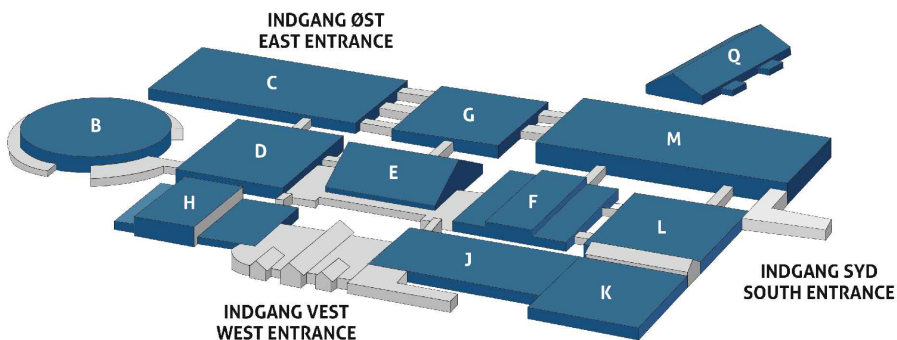 INDGANG ØST
EAST ENTRANCE
Q
C
G
B
M
D
E
H
F
L
J
K
INDGANG SYD
SOUTH ENTRANCE
INDGANG VEST
WEST ENTRANCE